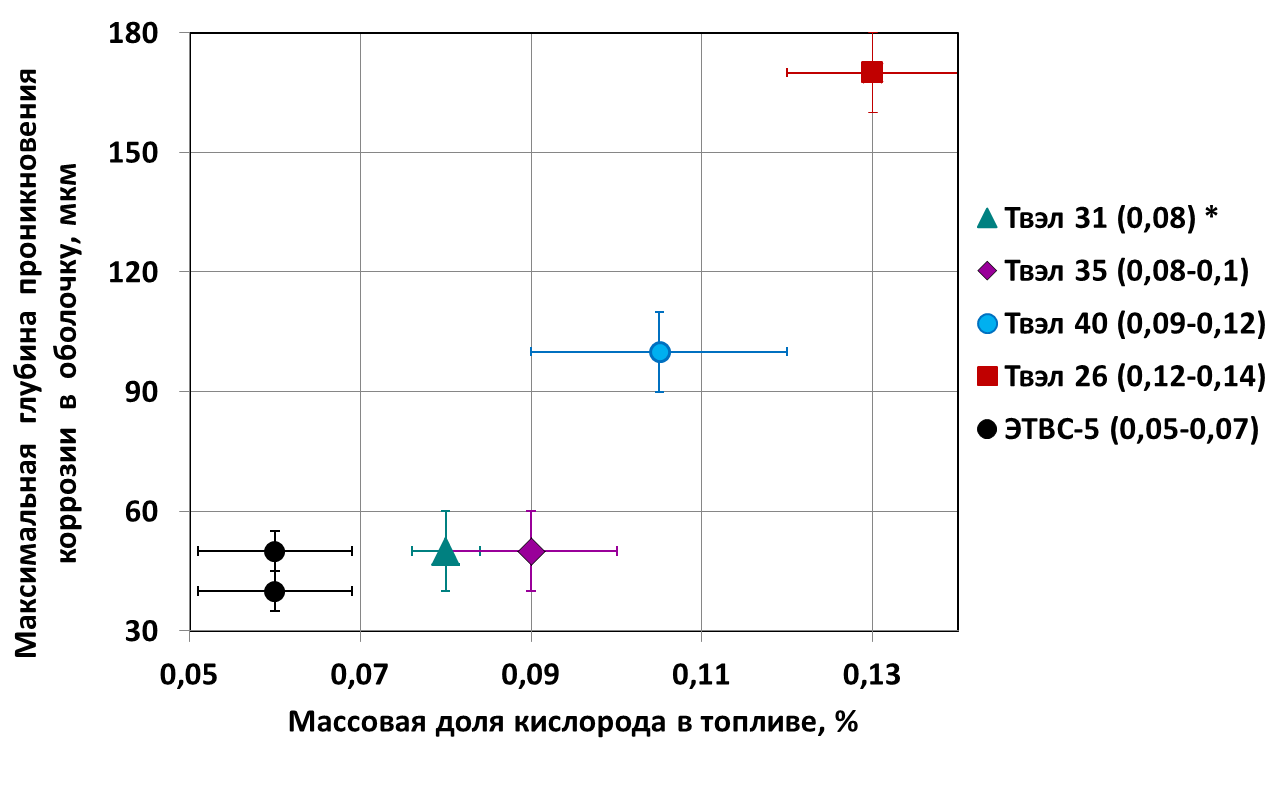 Максимальная глубина проникновения
коррозии в оболочку, мкм
180
150
120
90
60
30
0,05
0,07
0,09
0,11
0,13
Массовая доля кислорода в топливе, %
Твэл 31 (0,08) *
Твэл 35 (0,08-0,1)
Твэл 40 (0,09-0,12)
Твэл 26 (0,12-0,14)
ЭТВС-5 (0,05-0,07)